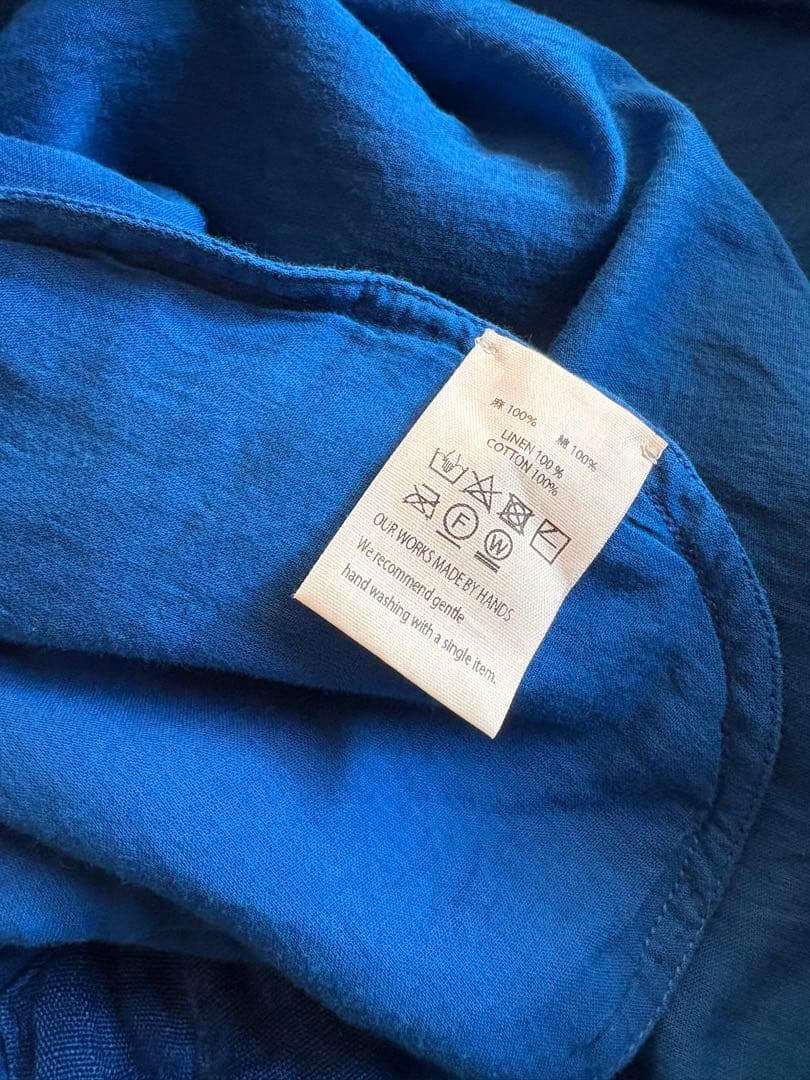 麻 100%
綿 100%
LINEN 100%
COTTON 100%
F
W
OUR WORKS MADE BY HANDS
We recommend gentle
hand washing with a single item.